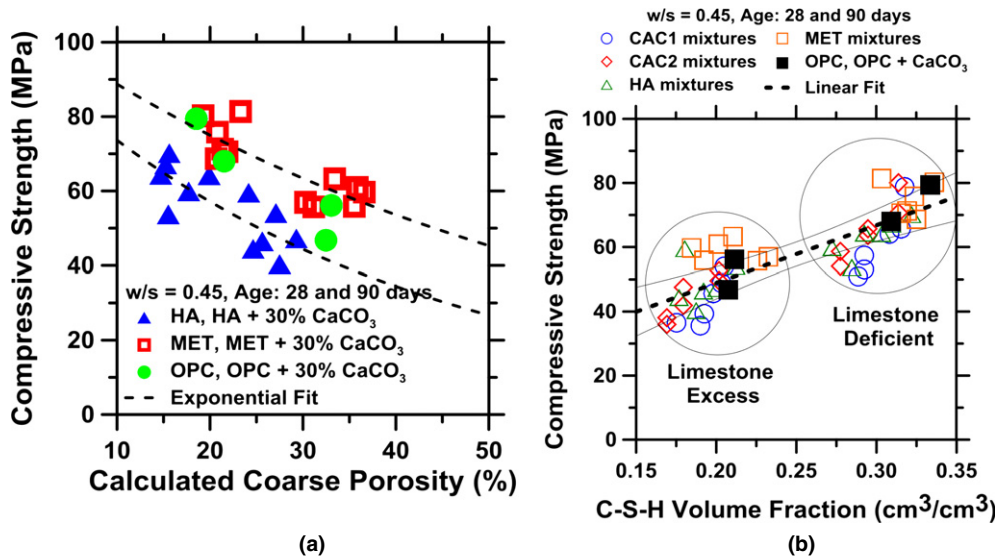 Compressive Strength (MPa)
100
80
60
40
20
0
w/s = 0.45, Age: 28 and 90 days
HA, HA + 30% CaCO₃
MET, MET + 30% CaCO₃
OPC, OPC + 30% CaCO₃
Exponential Fit
10 20 30 40 50
Calculated Coarse Porosity (%)
(a)
w/s = 0.45, Age: 28 and 90 days
CAC1 mixtures MET mixtures
CAC2 mixtures OPC, OPC + CaCO₃
HA mixtures Linear Fit
Compressive Strength (MPa)
100
80
60
40
20
0
Limestone
Excess
Limestone
Deficient
0.15 0.20 0.25 0.30 0.35
C-S-H Volume Fraction (cm³/cm³)
(b)